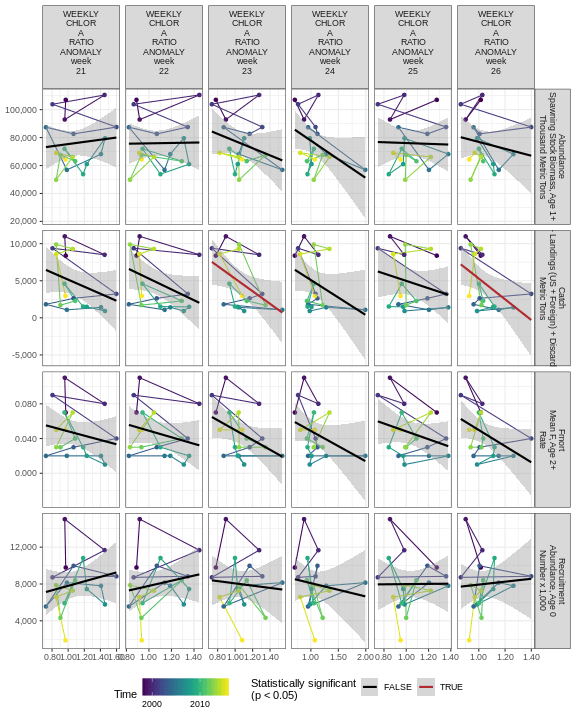 WEEKLY
CHLOR
A
RATIO
ANOMALY
week
21
WEEKLY
CHLOR
A
RATIO
ANOMALY
week
22
WEEKLY
CHLOR
A
RATIO
ANOMALY
week
23
WEEKLY
CHLOR
A
RATIO
ANOMALY
week
24
WEEKLY
CHLOR
A
RATIO
ANOMALY
week
25
WEEKLY
CHLOR
A
RATIO
ANOMALY
week
26
100,000
80,000
60,000
40,000
20,000
Abundance
Spawning Stock Biomass, Age 1+
Thousand Metric Tons
10,000
5,000
0
-5,000
Catch
Landings (US + Foreign) + Discard
Metric Tons
0.080
0.040
0.000
Fmort
Mean F, Age 2+
Rate
12,000
8,000
4,000
Recruitment
Abundance, Age 0
Number x 1,000
0.80 1.00 1.20 1.40 1.60
0.80 1.00 1.20 1.40
0.80 1.00 1.20 1.40
1.00 1.50 2.00
0.80 1.00 1.20 1.40
1.00 1.20 1.40
Time
2000 2010
Statistically significant
(p < 0.05)
FALSE
TRUE